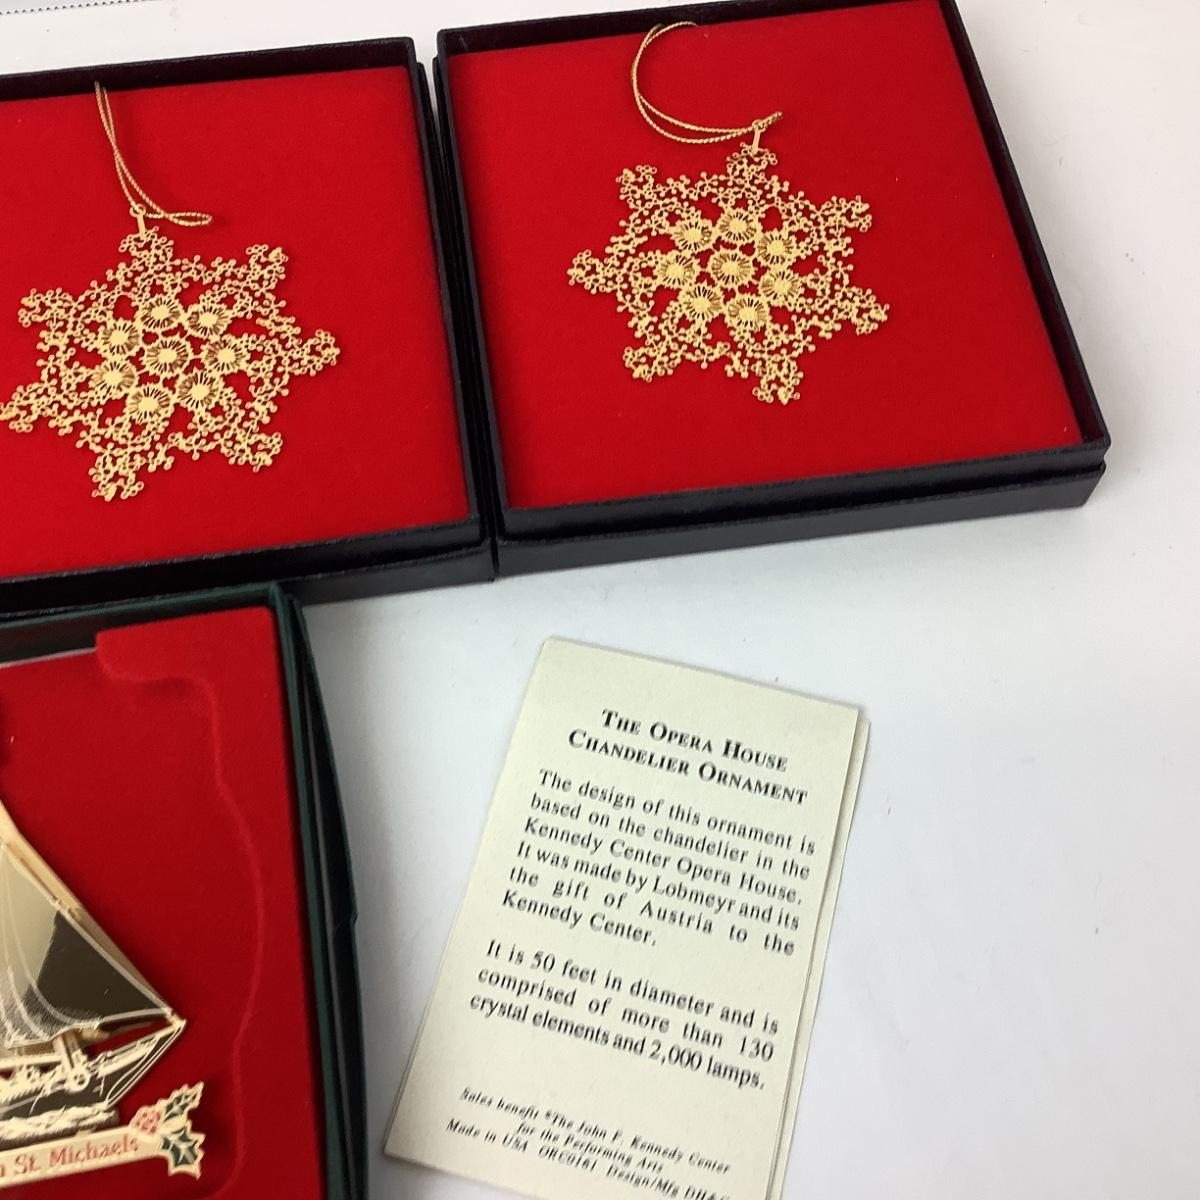 THE OPERA HOUSE
CHANDELIER ORNAMENT
The design of this ornament is
based on the chandelier in the
Kennedy Center Opera House.
It was made by Lobmeyr and its
the gift of Austria to the
Kennedy Center.
It is 50 feet in diameter and is
comprised of more than 130
crystal elements and 2,000 lamps.
Sales benefit ©The John F. Kennedy Center
for the Performing Arts
Made in USA ORC0161 Design/Mfg
St. Michaels